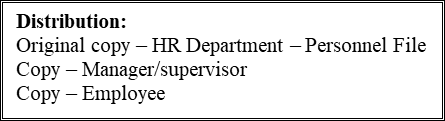 Distribution:
Original copy – HR Department – Personnel File
Copy – Manager/supervisor
Copy – Employee